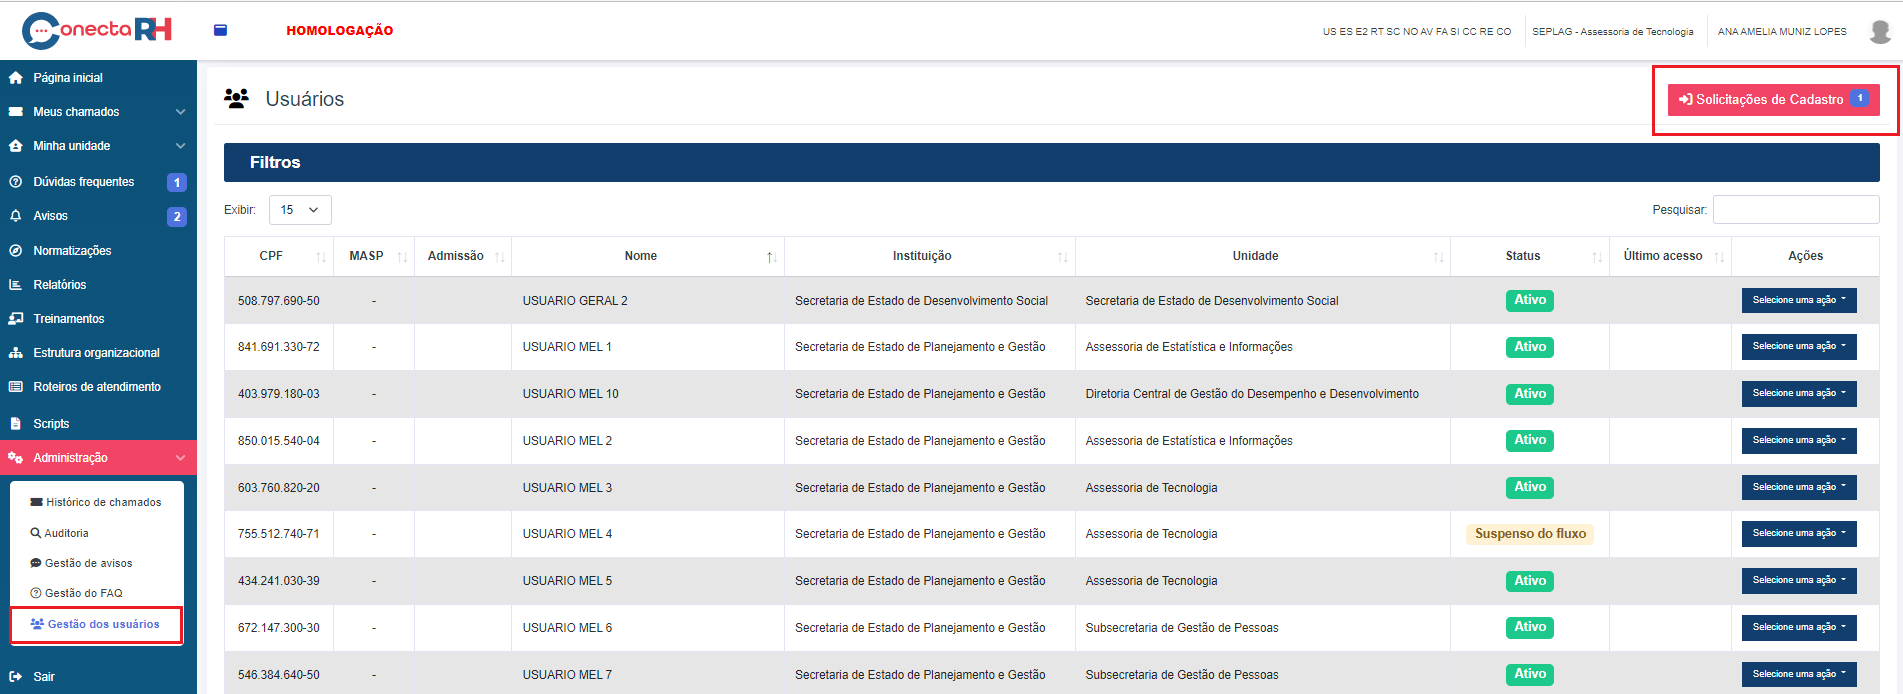 ConectaRH
HOMOLOGAÇÃO
US ES E2 RT SC NO AV FA SI CC RE CO
SEPLAG - Assessoria de Tecnologia
ANA AMELIA MUNIZ LOPES
Página inicial
Meus chamados
Minha unidade
Dúvidas frequentes 1
Avisos 2
Normatizações
Relatórios
Treinamentos
Estrutura organizacional
Roteiros de atendimento
Scripts
Administração
Histórico de chamados
Auditoria
Gestão de avisos
Gestão do FAQ
Gestão dos usuários
Sair
Usuários
Solicitações de Cadastro 1
Filtros
Exibir: 15
Pesquisar:
CPF MASP Admissão Nome Instituição Unidade Status Último acesso Ações
508.797.690-50 - USUARIO GERAL 2 Secretaria de Estado de Desenvolvimento Social Secretaria de Estado de Desenvolvimento Social Ativo Selecione uma ação
841.691.330-72 - USUARIO MEL 1 Secretaria de Estado de Planejamento e Gestão Assessoria de Estatística e Informações Ativo Selecione uma ação
403.979.180-03 - USUARIO MEL 10 Secretaria de Estado de Planejamento e Gestão Diretoria Central de Gestão do Desempenho e Desenvolvimento Ativo Selecione uma ação
850.015.540-04 - USUARIO MEL 2 Secretaria de Estado de Planejamento e Gestão Assessoria de Estatística e Informações Ativo Selecione uma ação
603.760.820-20 - USUARIO MEL 3 Secretaria de Estado de Planejamento e Gestão Assessoria de Tecnologia Ativo Selecione uma ação
755.512.740-71 - USUARIO MEL 4 Secretaria de Estado de Planejamento e Gestão Assessoria de Tecnologia Suspenso do fluxo Selecione uma ação
434.241.030-39 - USUARIO MEL 5 Secretaria de Estado de Planejamento e Gestão Assessoria de Tecnologia Ativo Selecione uma ação
672.147.300-30 - USUARIO MEL 6 Secretaria de Estado de Planejamento e Gestão Subsecretaria de Gestão de Pessoas Ativo Selecione uma ação
546.384.640-50 - USUARIO MEL 7 Secretaria de Estado de Planejamento e Gestão Subsecretaria de Gestão de Pessoas Ativo Selecione uma ação